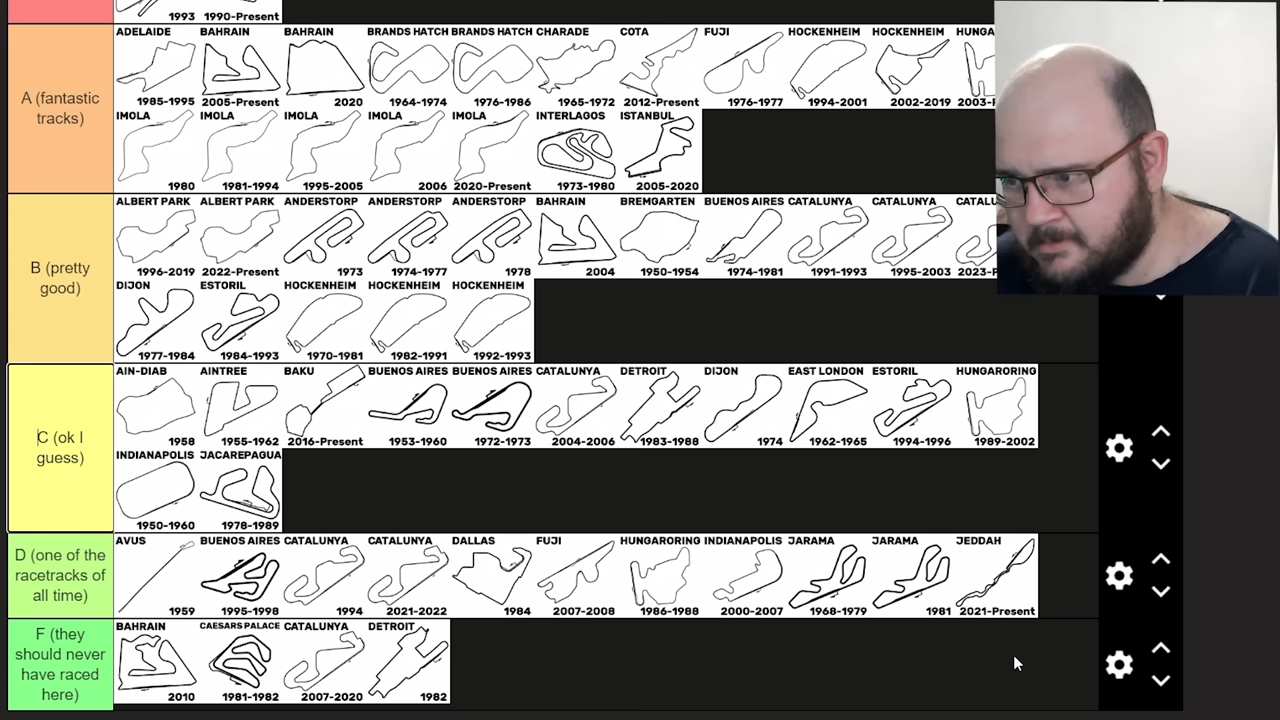 1993 1990-Present
A (fantastic
tracks)
ADELAIDE BAHRAIN BAHRAIN BRANDS HATCH BRANDS HATCH CHARADE COTA FUJI HOCKENHEIM HOCKENHEIM HUNGA
1985-1995 2005-Present 2020 1964-1974 1976-1986 1965-1972 2012-Present 1976-1977 1994-2001 2002-2019 2003-P
IMOLA IMOLA IMOLA IMOLA IMOLA INTERLAGOS ISTANBUL
1980 1981-1994 1995-2005 2006 2020-Present 1973-1980 2005-2020
B (pretty
good)
ALBERT PARK ALBERT PARK ANDERSTORP ANDERSTORP ANDERSTORP BAHRAIN BREMGARTEN BUENOS AIRES CATALUNYA CATALUNYA CATALU
1996-2019 2022-Present 1973 1974-1977 1978 2004 1950-1954 1974-1981 1991-1993 1995-2003 2023-P
DIJON ESTORIL HOCKENHEIM HOCKENHEIM HOCKENHEIM
1977-1984 1984-1993 1970-1981 1982-1991 1992-1993
C (ok I
guess)
AIN-DIAB AINTREE BAKU BUENOS AIRES BUENOS AIRES CATALUNYA DETROIT DIJON EAST LONDON ESTORIL HUNGARORING
1958 1955-1962 2016-Present 1953-1960 1972-1973 2004-2006 1983-1988 1974 1962-1965 1994-1996 1989-2002
INDIANAPOLIS JACAREPAGUA
1950-1960 1978-1989
D (one of the
racetracks of
all time)
AVUS BUENOS AIRES CATALUNYA CATALUNYA DALLAS FUJI HUNGARORING INDIANAPOLIS JARAMA JARAMA JEDDAH
1959 1995-1998 1994 2021-2022 1984 2007-2008 1986-1988 2000-2007 1968-1979 1981 2021-Present
F (they
should never
have raced
here)
BAHRAIN CAESARS PALACE CATALUNYA DETROIT
2010 1981-1982 2007-2020 1982